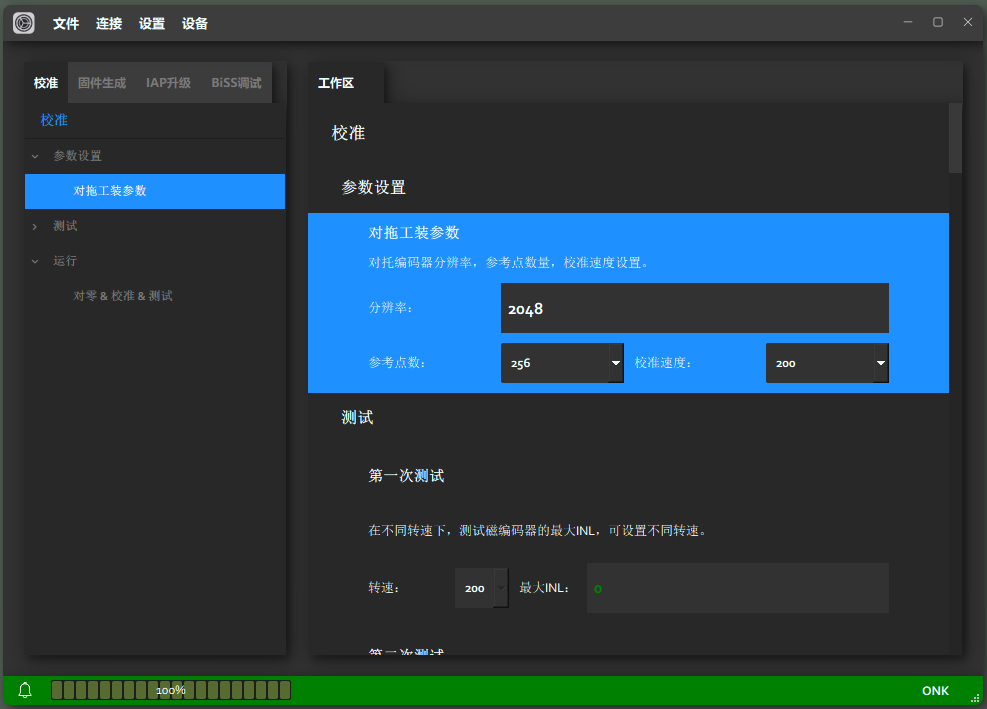 文件 连接 设置 设备
校准 固件生成 IAP升级 BiSS调试
校准
参数设置
对拖工装参数
测试
运行
对零 & 校准 & 测试
工作区
校准
参数设置
对拖工装参数
对托编码器分辨率，参考点数量，校准速度设置。
分辨率： 2048
参考点数： 256 校准速度： 200
测试
第一次测试
在不同转速下，测试磁编码器的最大INL，可设置不同转速。
转速： 200 最大INL： 0
第二次测试
100% ONK